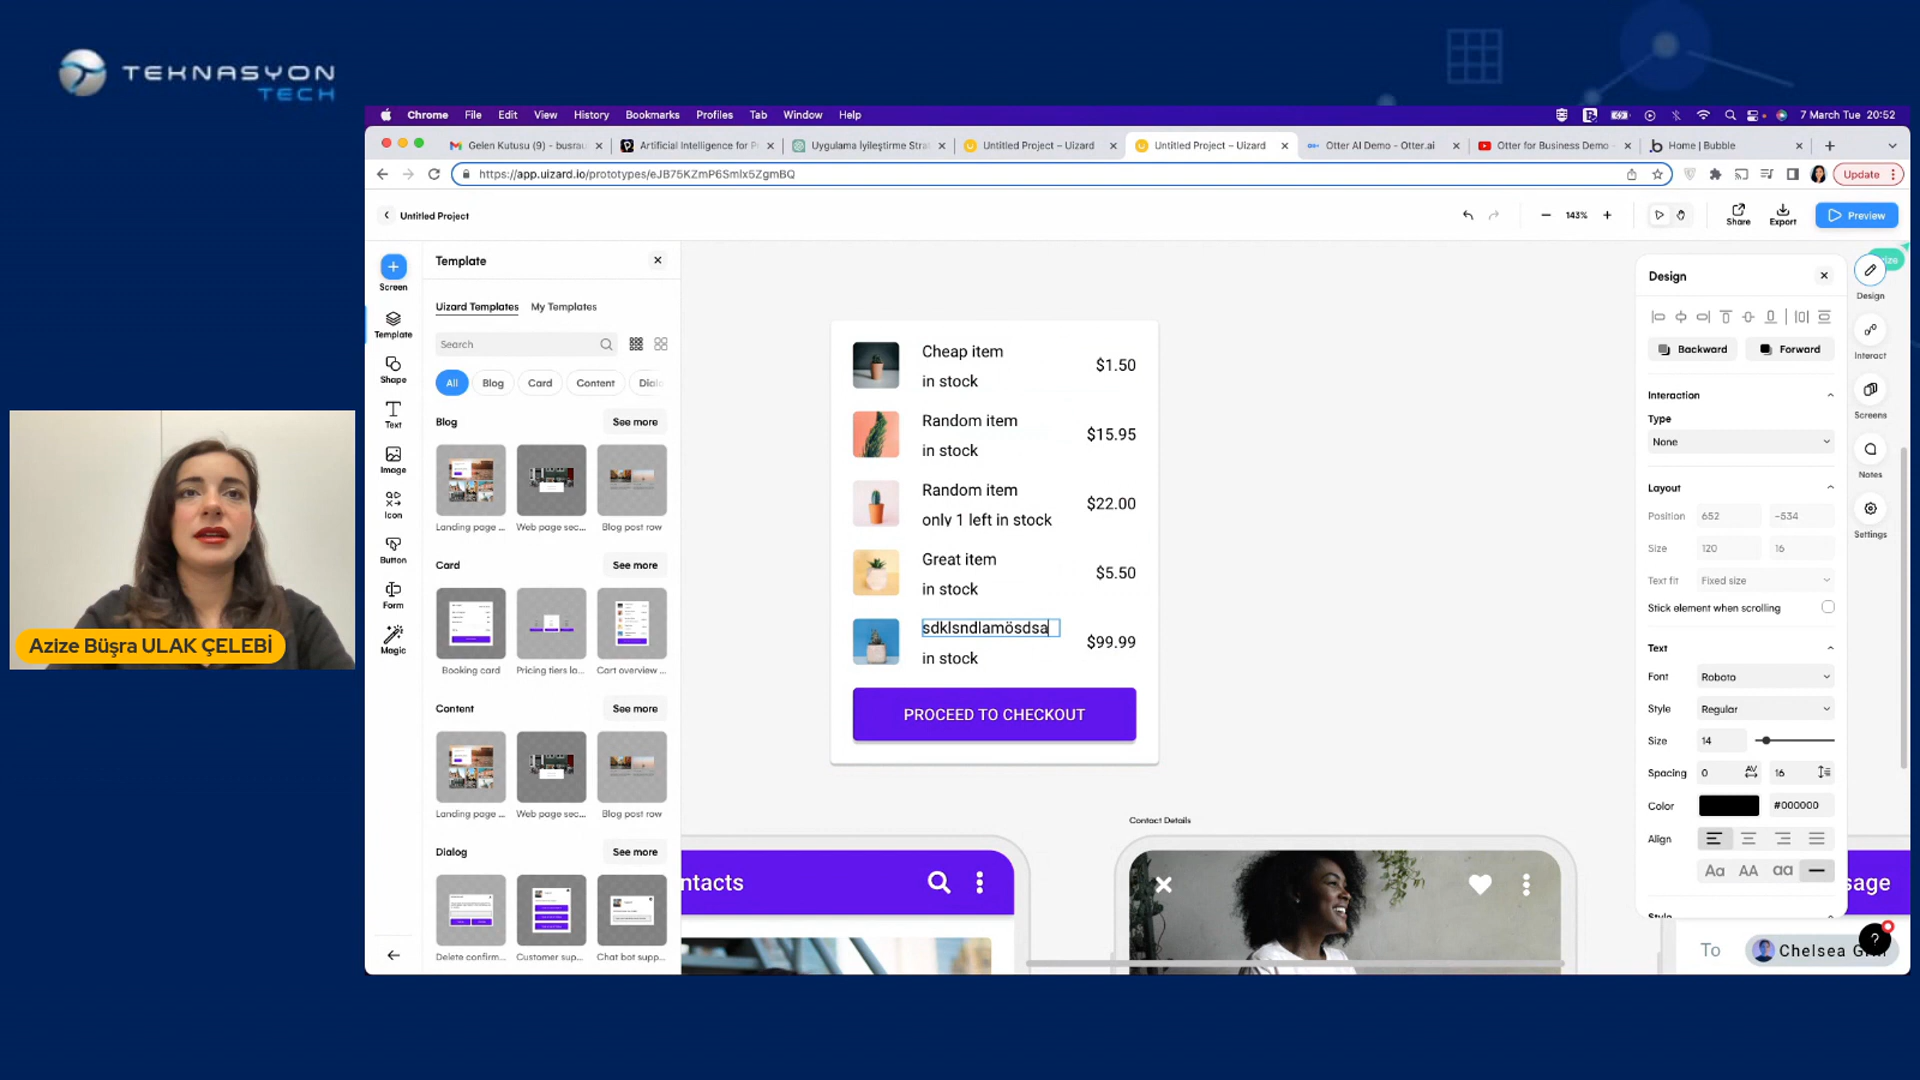 TEKNASYON
TECH
Chrome File Edit View History Bookmarks Profiles Tab Window Help
7 March Tue 20:52
Gelen Kutusu (9) - busrau
Artificial Intelligence for P
Uygulama İyileştirme Stra
Untitled Project – Uizard
Untitled Project – Uizard
Otter AI Demo - Otter.ai
Otter for Business Demo -
Home | Bubble
https://app.uizard.io/prototypes/eJB75KZmP6Smlx5ZgmBQ
Update
Untitled Project
143%
Share
Export
Preview
Screen
Template
Shape
Text
Image
Icon
Button
Form
Magic
Template
Uizard Templates My Templates
Search
All Blog Card Content Dialo
Blog See more
Landing page ... Web page sec... Blog post row
Card See more
Booking card Pricing tiers la... Cart overview ...
Content See more
Landing page ... Web page sec... Blog post row
Dialog See more
Delete confirm... Customer sup... Chat bot supp...
Cheap item
in stock
$1.50
Random item
in stock
$15.95
Random item
only 1 left in stock
$22.00
Great item
in stock
$5.50
sdklsndlamösdsa
in stock
$99.99
PROCEED TO CHECKOUT
ntacts
Contact Details
sage
To Chelsea G
?
Design
Backward Forward
Interaction
Type
None
Layout
Position 652 -534
Size 120 16
Text fit Fixed size
Stick element when scrolling
Text
Font Roboto
Style Regular
Size 14
Spacing 0 AV 16
Color #000000
Align
Aa AA aa
Style
Design
Interact
Screens
Notes
Settings
Azize Büşra ULAK ÇELEBİ